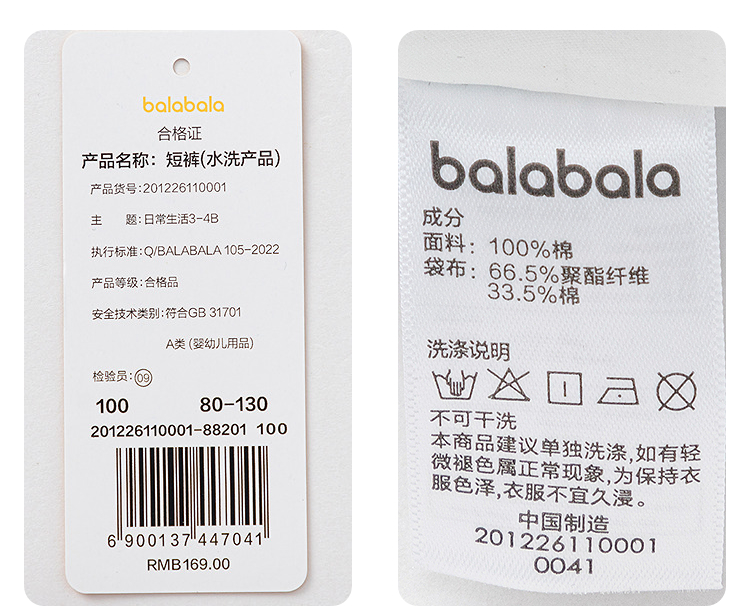 balabala
合格证
产品名称：短裤(水洗产品)
产品货号:201226110001
主 题:日常生活3-4B
执行标准:Q/BALABALA 105-2022
产品等级:合格品
安全技术类别:符合GB 31701
A类 (婴幼儿用品)
检验员:09
100 80-130
201226110001-88201 100
6 900137 447041
RMB169.00
balabala
成分
面料：100%棉
袋布：66.5%聚酯纤维
33.5%棉
洗涤说明
不可干洗
本商品建议单独洗涤,如有轻
微褪色属正常现象,为保持衣
服色泽,衣服不宜久浸。
中国制造
201226110001
0041